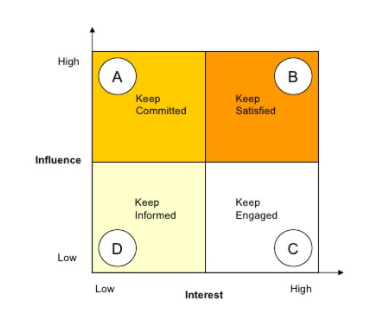 High
A
B
Keep
Committed
Keep
Satisfied
Influence
Keep
Informed
Keep
Engaged
D
C
Low
Low
Interest
High